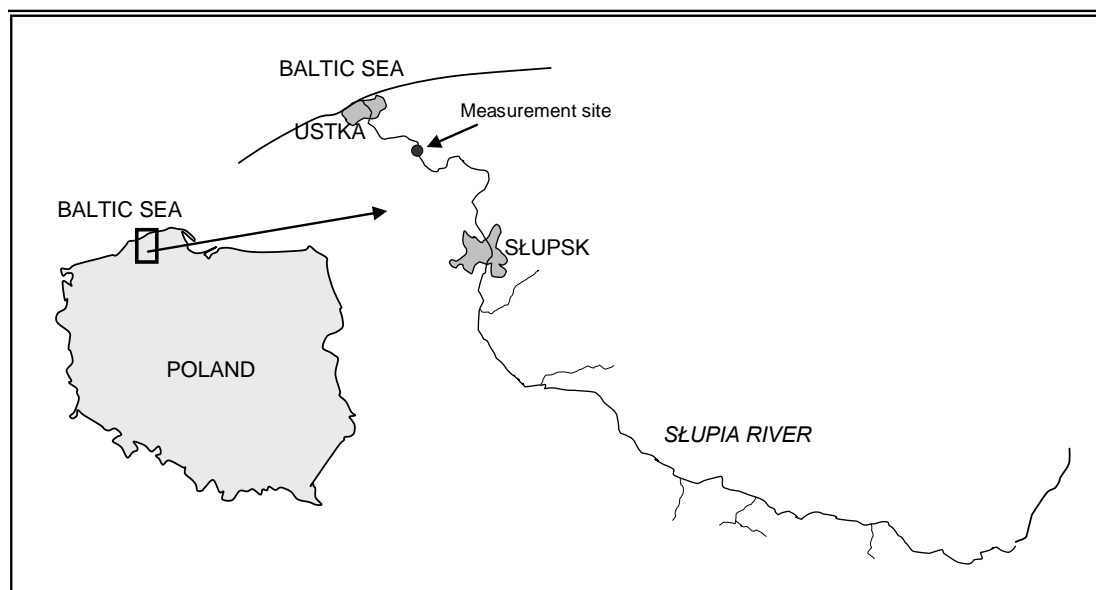 BALTIC SEA
Measurement site
USTKA
BALTIC SEA
SŁUPSK
POLAND
SŁUPIA RIVER